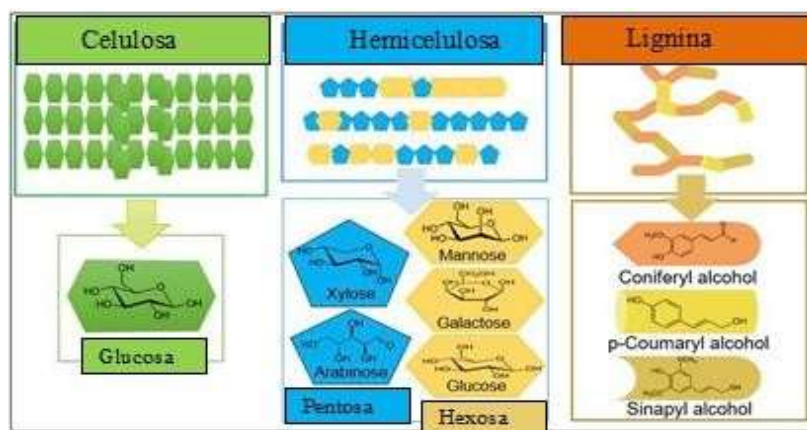 Celulosa
Hemicelulosa
Lignina
Glucosa
Xylose
Arabinose
Pentosa
Mannose
Galactose
Glucose
Hexosa
Coniferyl alcohol
p-Coumaryl alcohol
Sinapyl alcohol